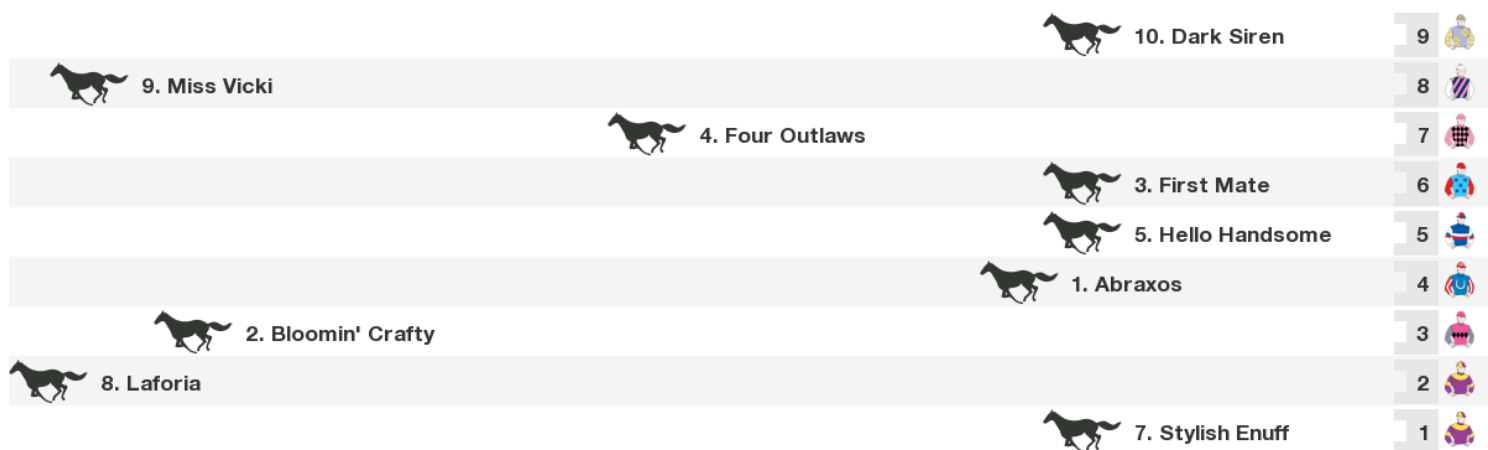 10. Dark Siren 9
9. Miss Vicki 8
4. Four Outlaws 7
3. First Mate 6
5. Hello Handsome 5
1. Abraxos 4
2. Bloomin' Crafty 3
8. Laforia 2
7. Stylish Enuff 1